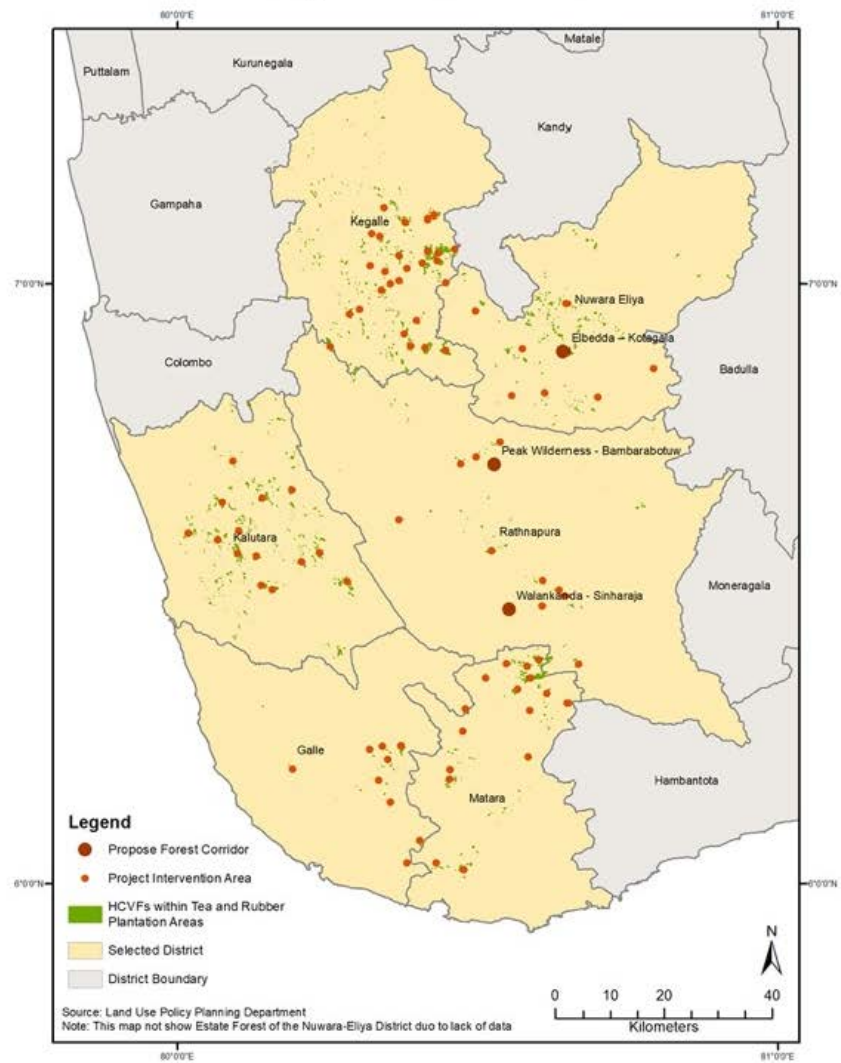 80°0'0"E
81°0'0"E
Matale
Kurunegala
Puttalam
Kandy
Gampaha
Kegalle
7°0'0"N
7°0'0"N
Nuwara Eliya
Elbedda – Kotagala
Colombo
Badulla
Peak Wilderness - Bambarabotuw
Rathnapura
Kalutara
Moneragala
Walankanda - Sinharaja
Galle
Hambantota
Matara
Legend
Propose Forest Corridor
Project Intervention Area
HCVFs within Tea and Rubber
Plantation Areas
Selected District
District Boundary
6°0'0"N
6°0'0"N
N
Source: Land Use Policy Planning Department
Note: This map not show Estate Forest of the Nuwara-Eliya District duo to lack of data
0 10 20 40
Kilometers
80°0'0"E
81°0'0"E